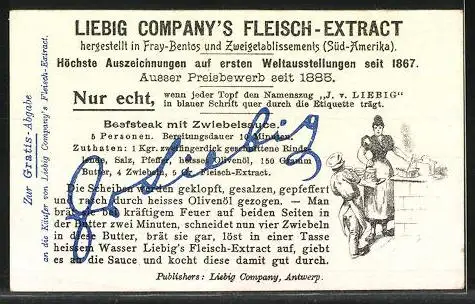 LIEBIG COMPANY'S FLEISCH-EXTRACT
hergestellt in Fray-Bentos und Zweigetablissements (Süd-Amerika).
Höchste Auszeichnungen auf ersten Weltausstellungen seit 1867.
Ausser Preisbewerb seit 1885.
Nur echt, wenn jeder Topf den Namenszug „J. v. LIEBIG"
in blauer Schrift quer durch die Etiquette trägt.
Zur Gratis-Abgabe
an die Käufer von Liebig Company's Fleisch-Extract.
Beefsteak mit Zwiebelsauce.
5 Personen. Bereitungsdauer 10 Minuten.
Zuthaten: 1 Kgr. zweifingerdick geschnittene Rinder-
Salz, Pfeffer, Olivenöl, 150 Gramm
Butter, 4 Zwiebeln, 5 Fleisch-Extract.
Die Scheiben werden geklopft, gesalzen, gepfeffert
und rasch durch heisses Olivenöl gezogen. — Man
brät sie bei kräftigem Feuer auf beiden Seiten in
der Butter zwei Minuten, schneidet nun vier Zwiebeln
in diese Butter, brät sie gar, löst in einer Tasse
heissem Wasser Liebig's Fleisch-Extract auf, giebt
es an die Sauce und kocht diese damit gut durch.
J v Liebig
Publishers: Liebig Company, Antwerp.